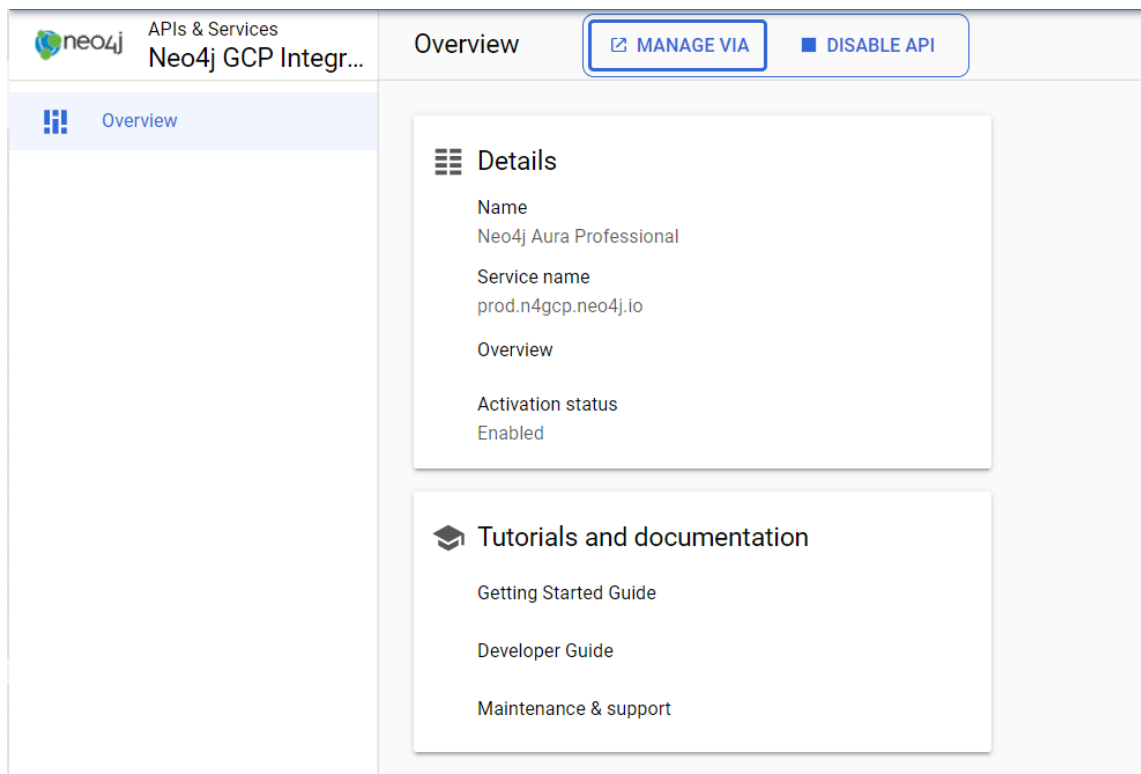 neo4j
APIs & Services
Neo4j GCP Integr...
Overview
MANAGE VIA
DISABLE API
Overview
Details
Name
Neo4j Aura Professional
Service name
prod.n4gcp.neo4j.io
Overview
Activation status
Enabled
Tutorials and documentation
Getting Started Guide
Developer Guide
Maintenance & support